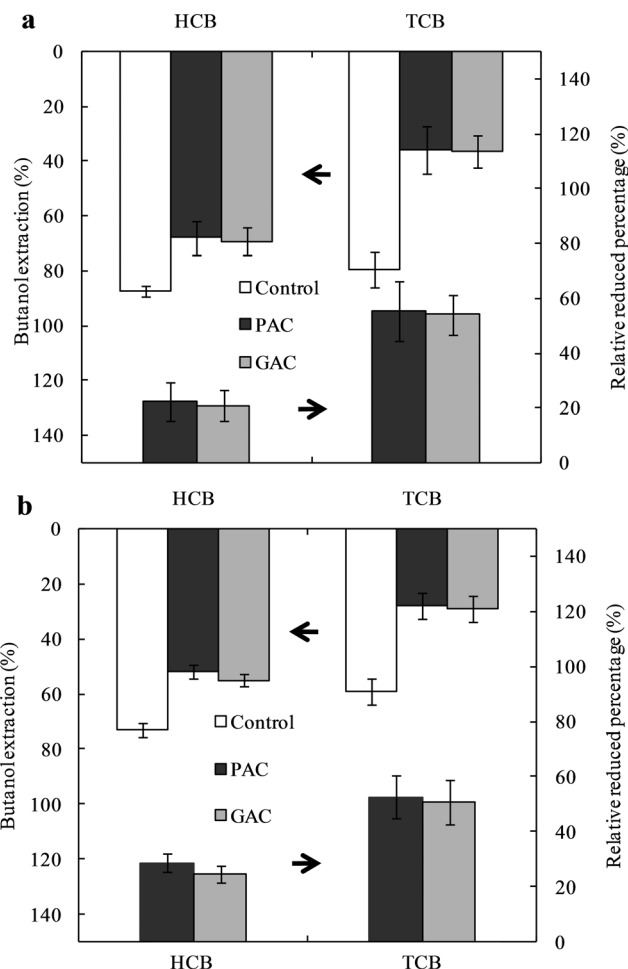 a
HCB TCB
0
20
40
60
80
100
120
140
Butanol extraction (%)
140
120
100
80
60
40
20
0
Relative reduced percentage (%)
Control
PAC
GAC
b
HCB TCB
0
20
40
60
80
100
120
140
Butanol extraction (%)
140
120
100
80
60
40
20
0
Relative reduced percentage (%)
Control
PAC
GAC
HCB TCB